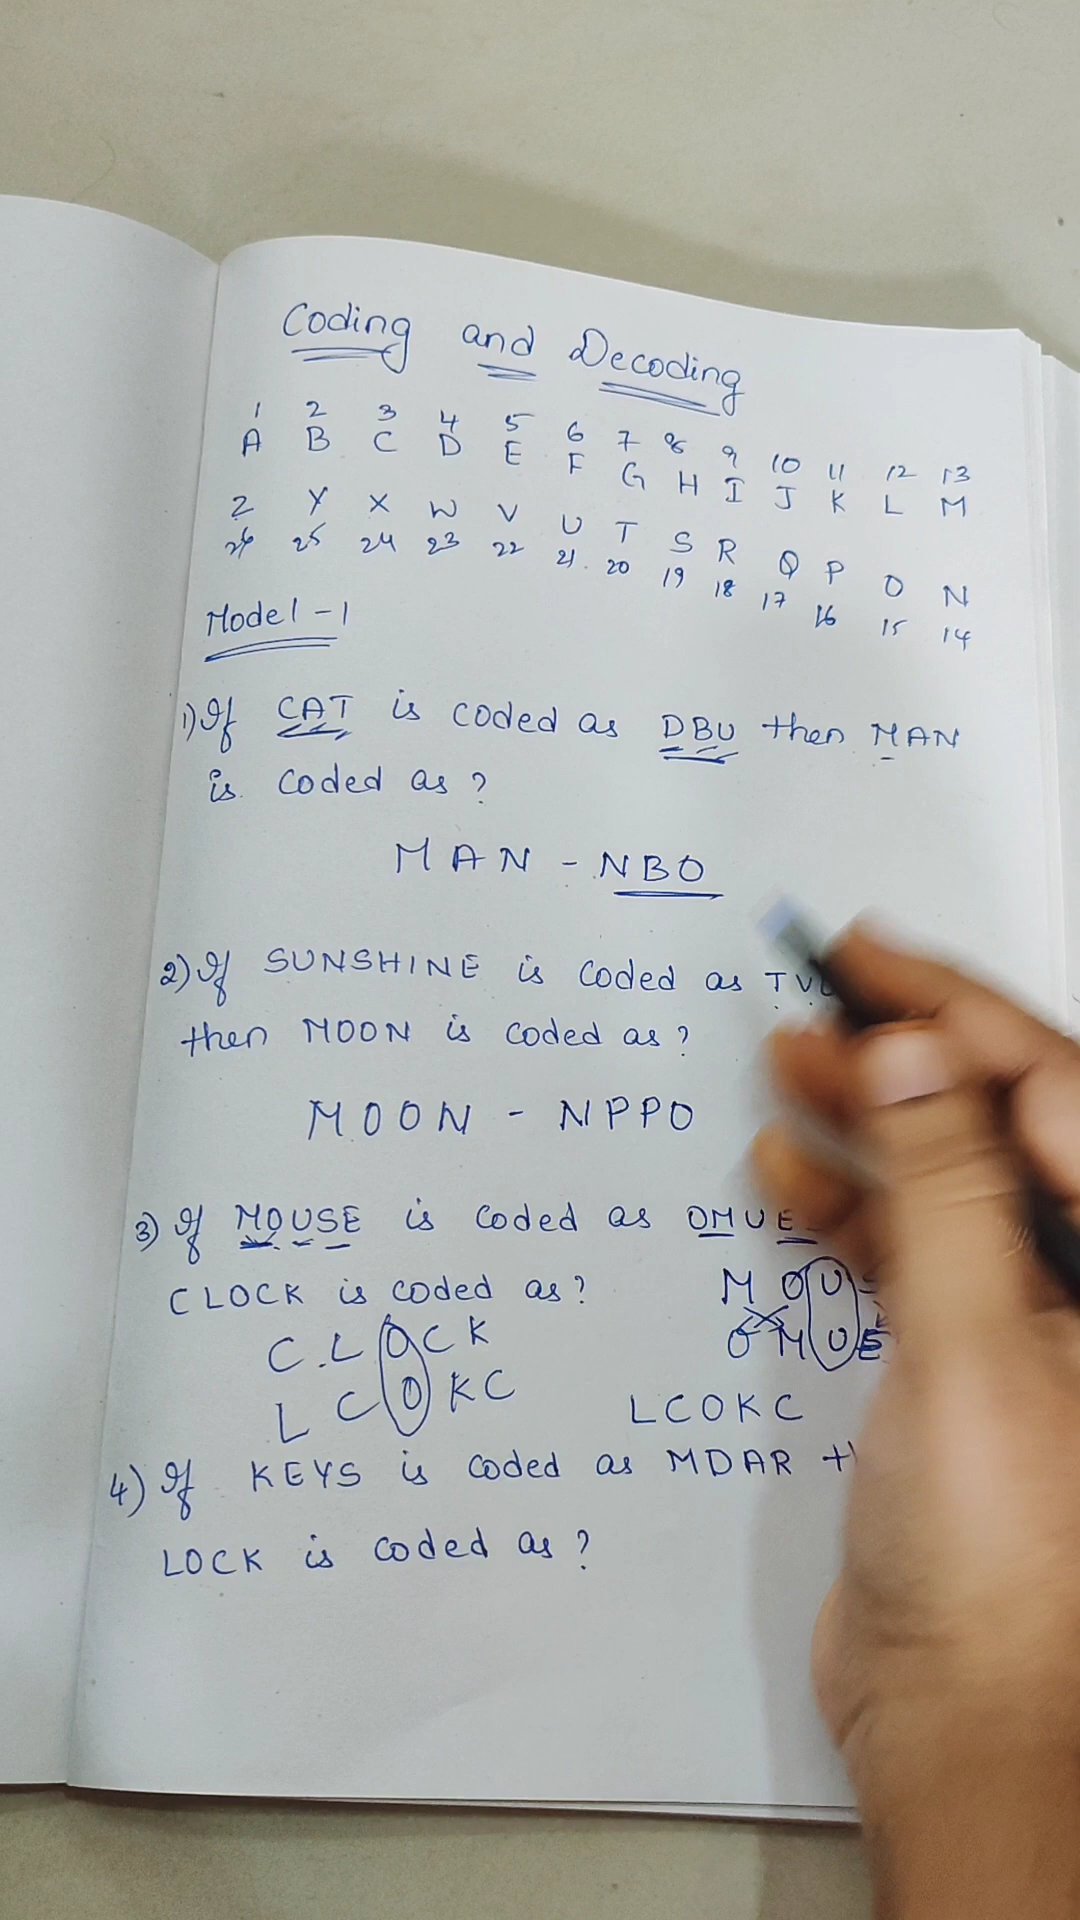 Coding and Decoding
1 2 3 4 5 6 7 8 9 10 11 12 13
A B C D E F G H I J K L M
Z Y X W V U T S R Q P O N
26 25 24 23 22 21 20 19 18 17 16 15 14
Model -1
1) If CAT is coded as DBU then MAN
is coded as ?
MAN - NBO
2) If SUNSHINE is coded as
then MOON is coded as ?
MOON - NPPO
3) If MOUSE is coded as OMUE
CLOCK is coded as ?
M O U S
O M U E
C L O C K
L C O K C
LCOKC
4) If KEYS is coded as MDAR
LOCK is coded as ?